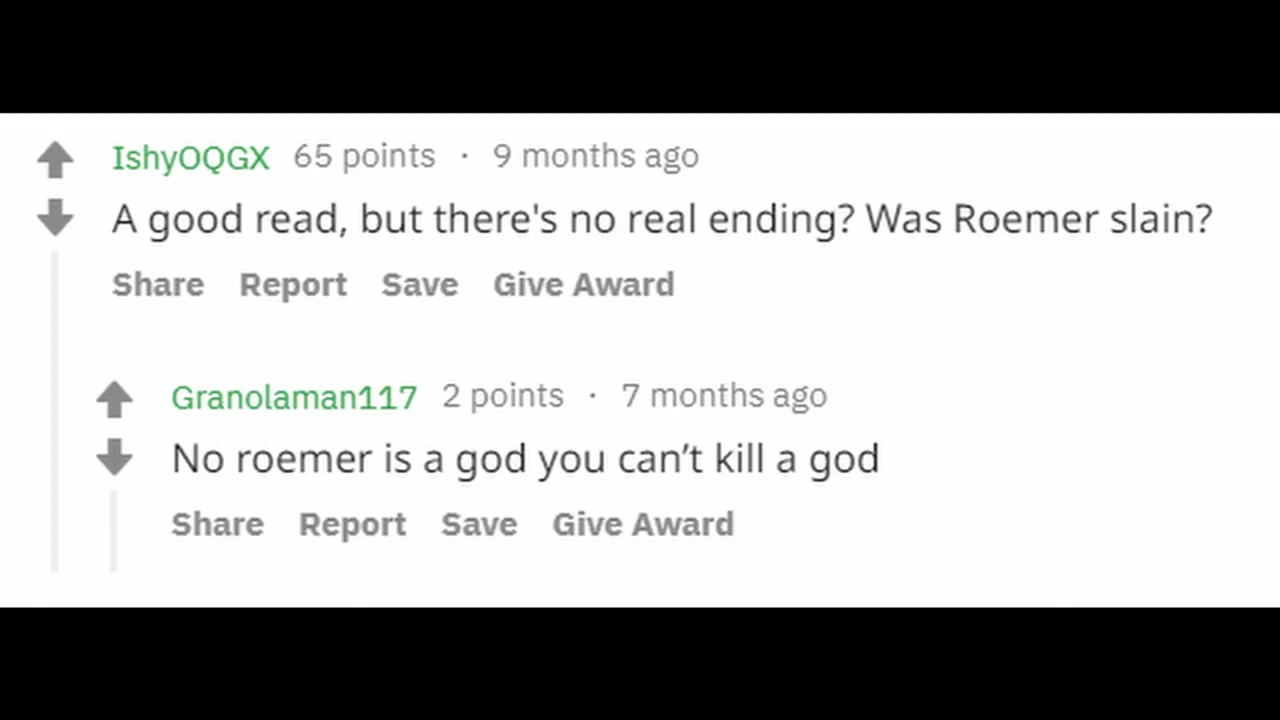 IshyOQGX 65 points · 9 months ago
A good read, but there's no real ending? Was Roemer slain?
Share Report Save Give Award
Granolaman117 2 points · 7 months ago
No roemer is a god you can’t kill a god
Share Report Save Give Award